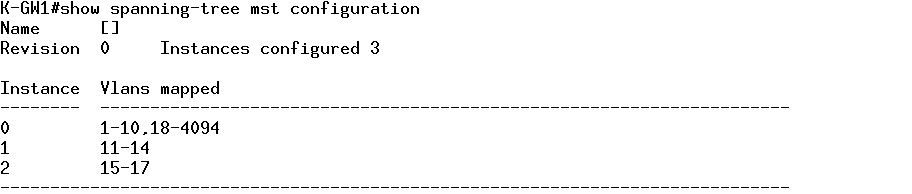 K-GW1#show spanning-tree mst configuration
Name      []
Revision  0     Instances configured 3
Instance  Vlans mapped
--------  ---------------------------------------------------------------------
0         1-10,18-4094
1         11-14
2         15-17
-------------------------------------------------------------------------------